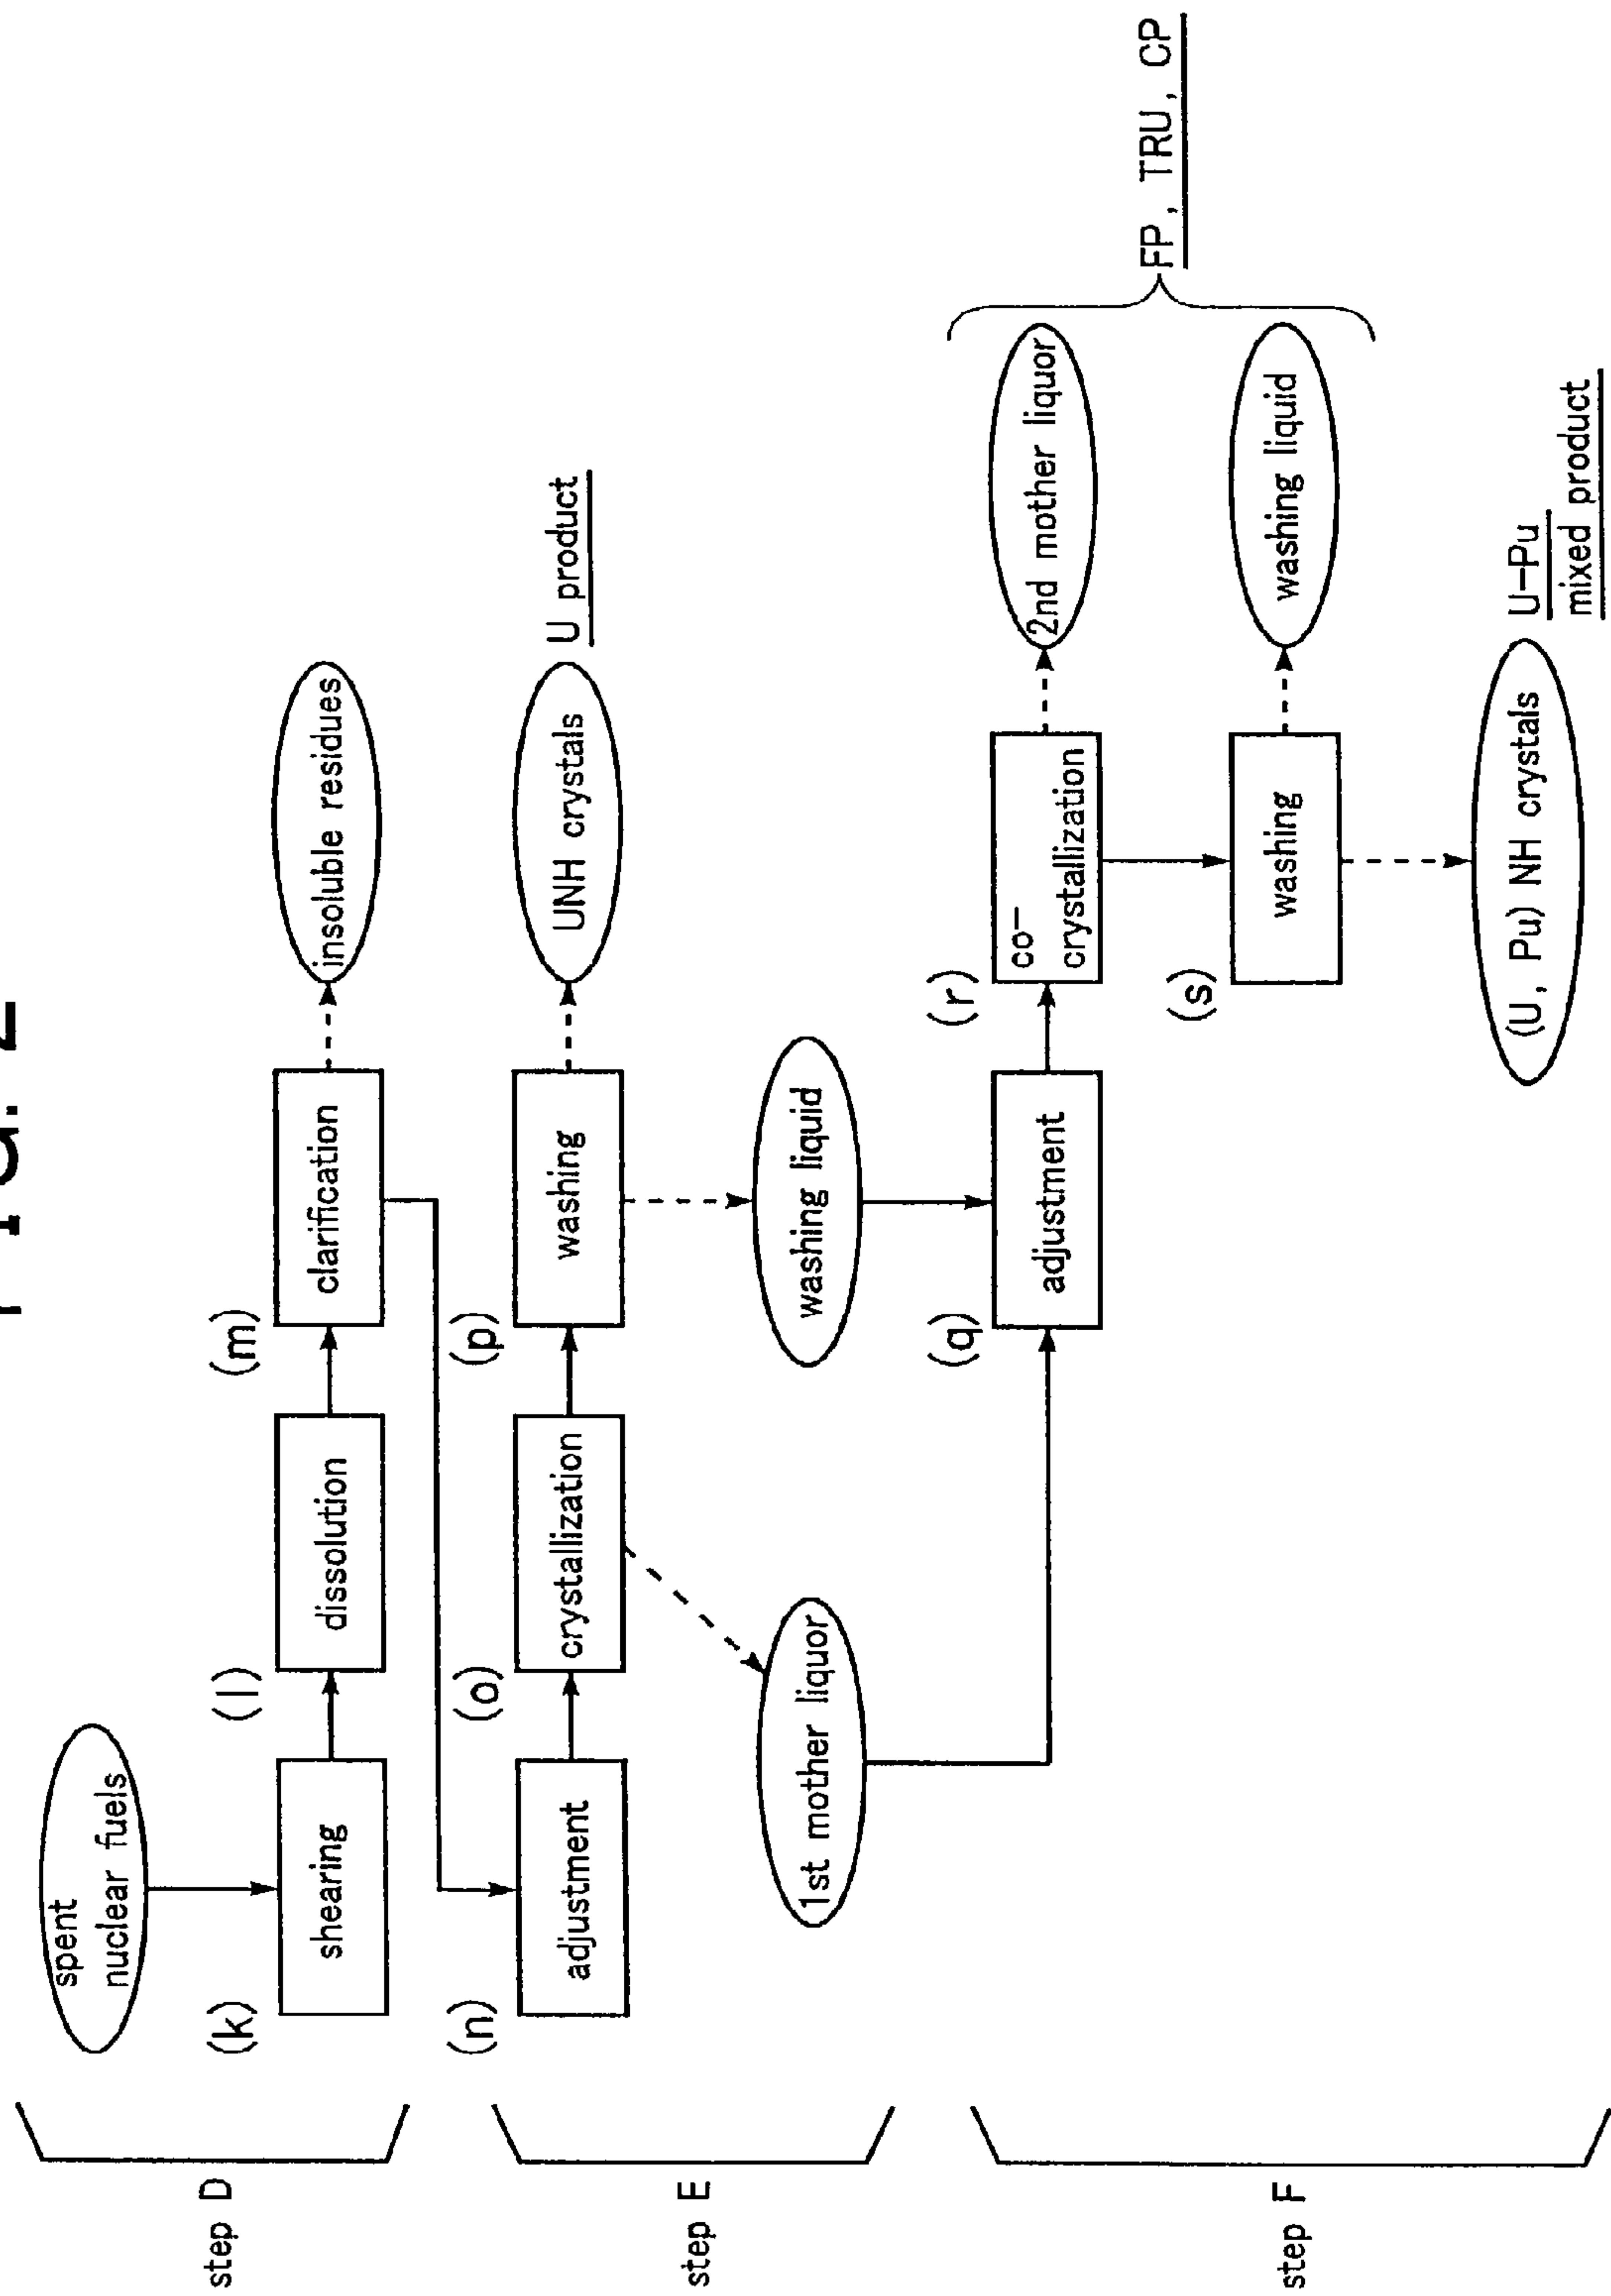 FIG. 2
step D
spent
nuclear fuels
(k)
shearing
(l)
dissolution
(m)
clarification
insoluble residues
step E
(n)
adjustment
(o)
crystallization
(p)
washing
UNH crystals
U product
1st mother liquor
washing liquid
step F
(q)
adjustment
(r)
co-
crystallization
2nd mother liquor
(s)
washing
washing liquid
FP, TRU, CP
(U, Pu) NH crystals
U-Pu
mixed product